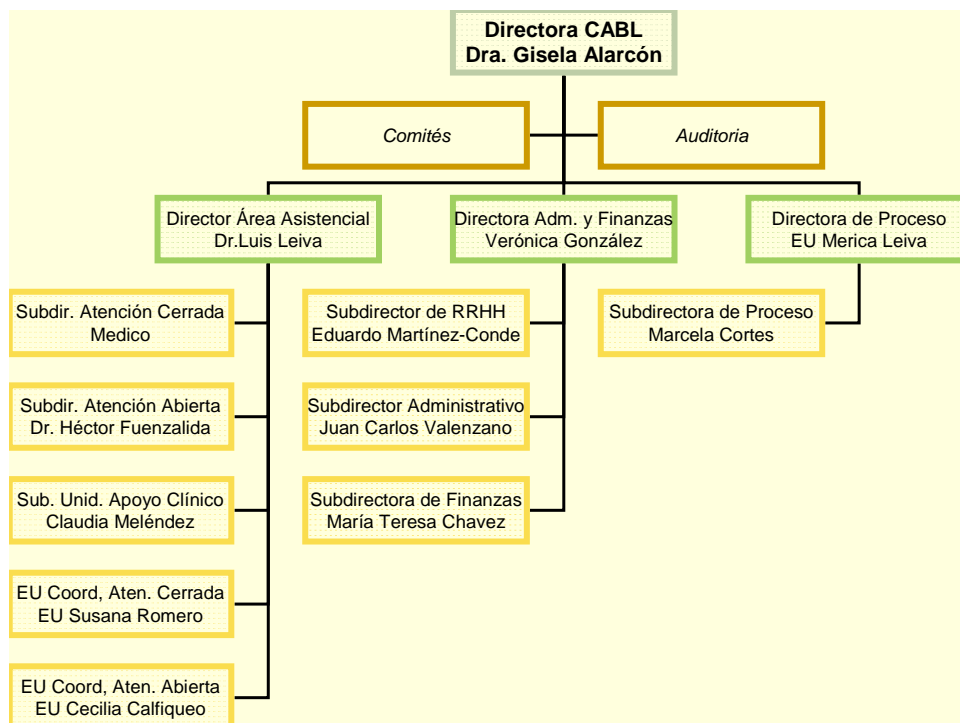 Directora CABL
Dra. Gisela Alarcón
Comités
Auditoria
Director Área Asistencial
Dr.Luis Leiva
Directora Adm. y Finanzas
Verónica González
Directora de Proceso
EU Merica Leiva
Subdir. Atención Cerrada
Medico
Subdirector de RRHH
Eduardo Martínez-Conde
Subdirectora de Proceso
Marcela Cortes
Subdir. Atención Abierta
Dr. Héctor Fuenzalida
Subdirector Administrativo
Juan Carlos Valenzano
Sub. Unid. Apoyo Clínico
Claudia Meléndez
Subdirectora de Finanzas
María Teresa Chavez
EU Coord, Aten. Cerrada
EU Susana Romero
EU Coord, Aten. Abierta
EU Cecilia Calfiqueo